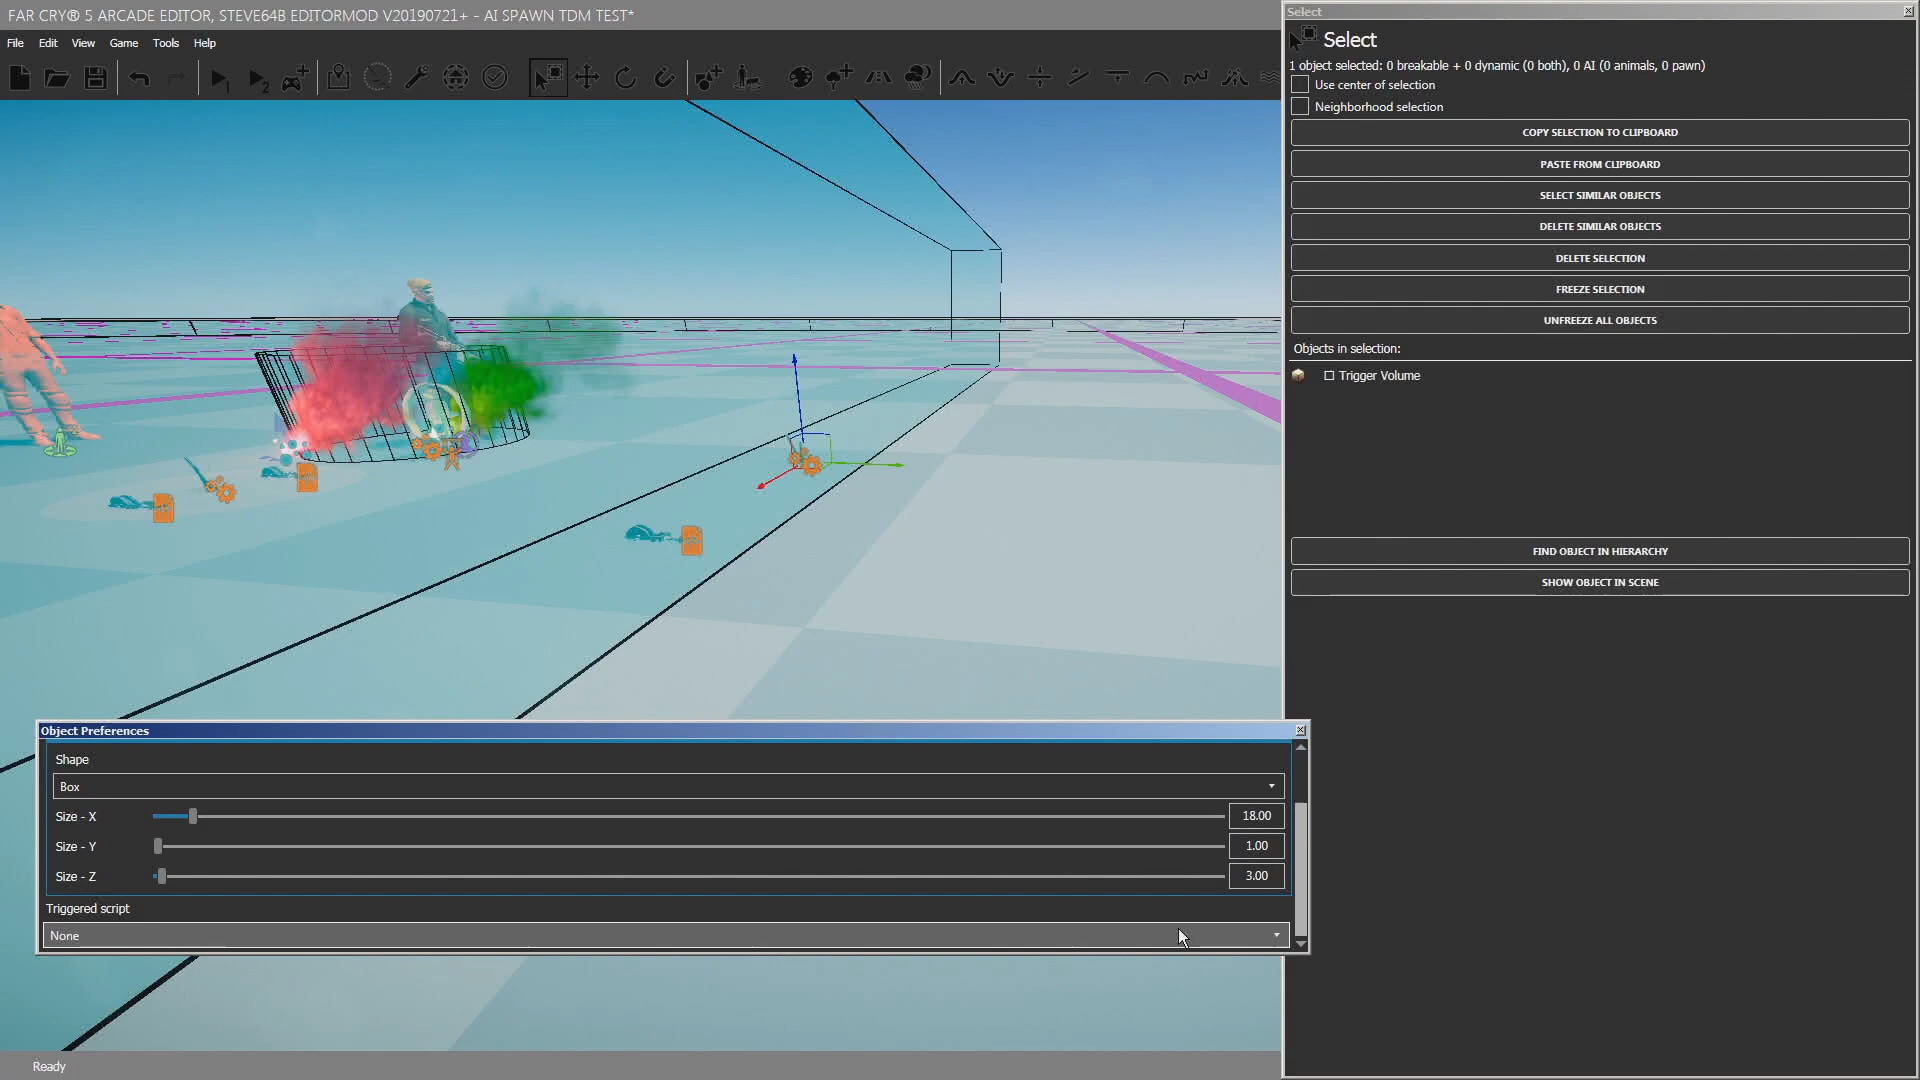 FAR CRY® 5 ARCADE EDITOR, STEVE64B EDITORMOD V20190721+ - AI SPAWN TDM TEST*
File Edit View Game Tools Help
1 2
Select
Select
1 object selected: 0 breakable + 0 dynamic (0 both), 0 AI (0 animals, 0 pawn)
Use center of selection
Neighborhood selection
COPY SELECTION TO CLIPBOARD
PASTE FROM CLIPBOARD
SELECT SIMILAR OBJECTS
DELETE SIMILAR OBJECTS
DELETE SELECTION
FREEZE SELECTION
UNFREEZE ALL OBJECTS
Objects in selection:
Trigger Volume
FIND OBJECT IN HIERARCHY
SHOW OBJECT IN SCENE
Object Preferences
Shape
Box
Size - X 18.00
Size - Y 1.00
Size - Z 3.00
Triggered script
None
Ready